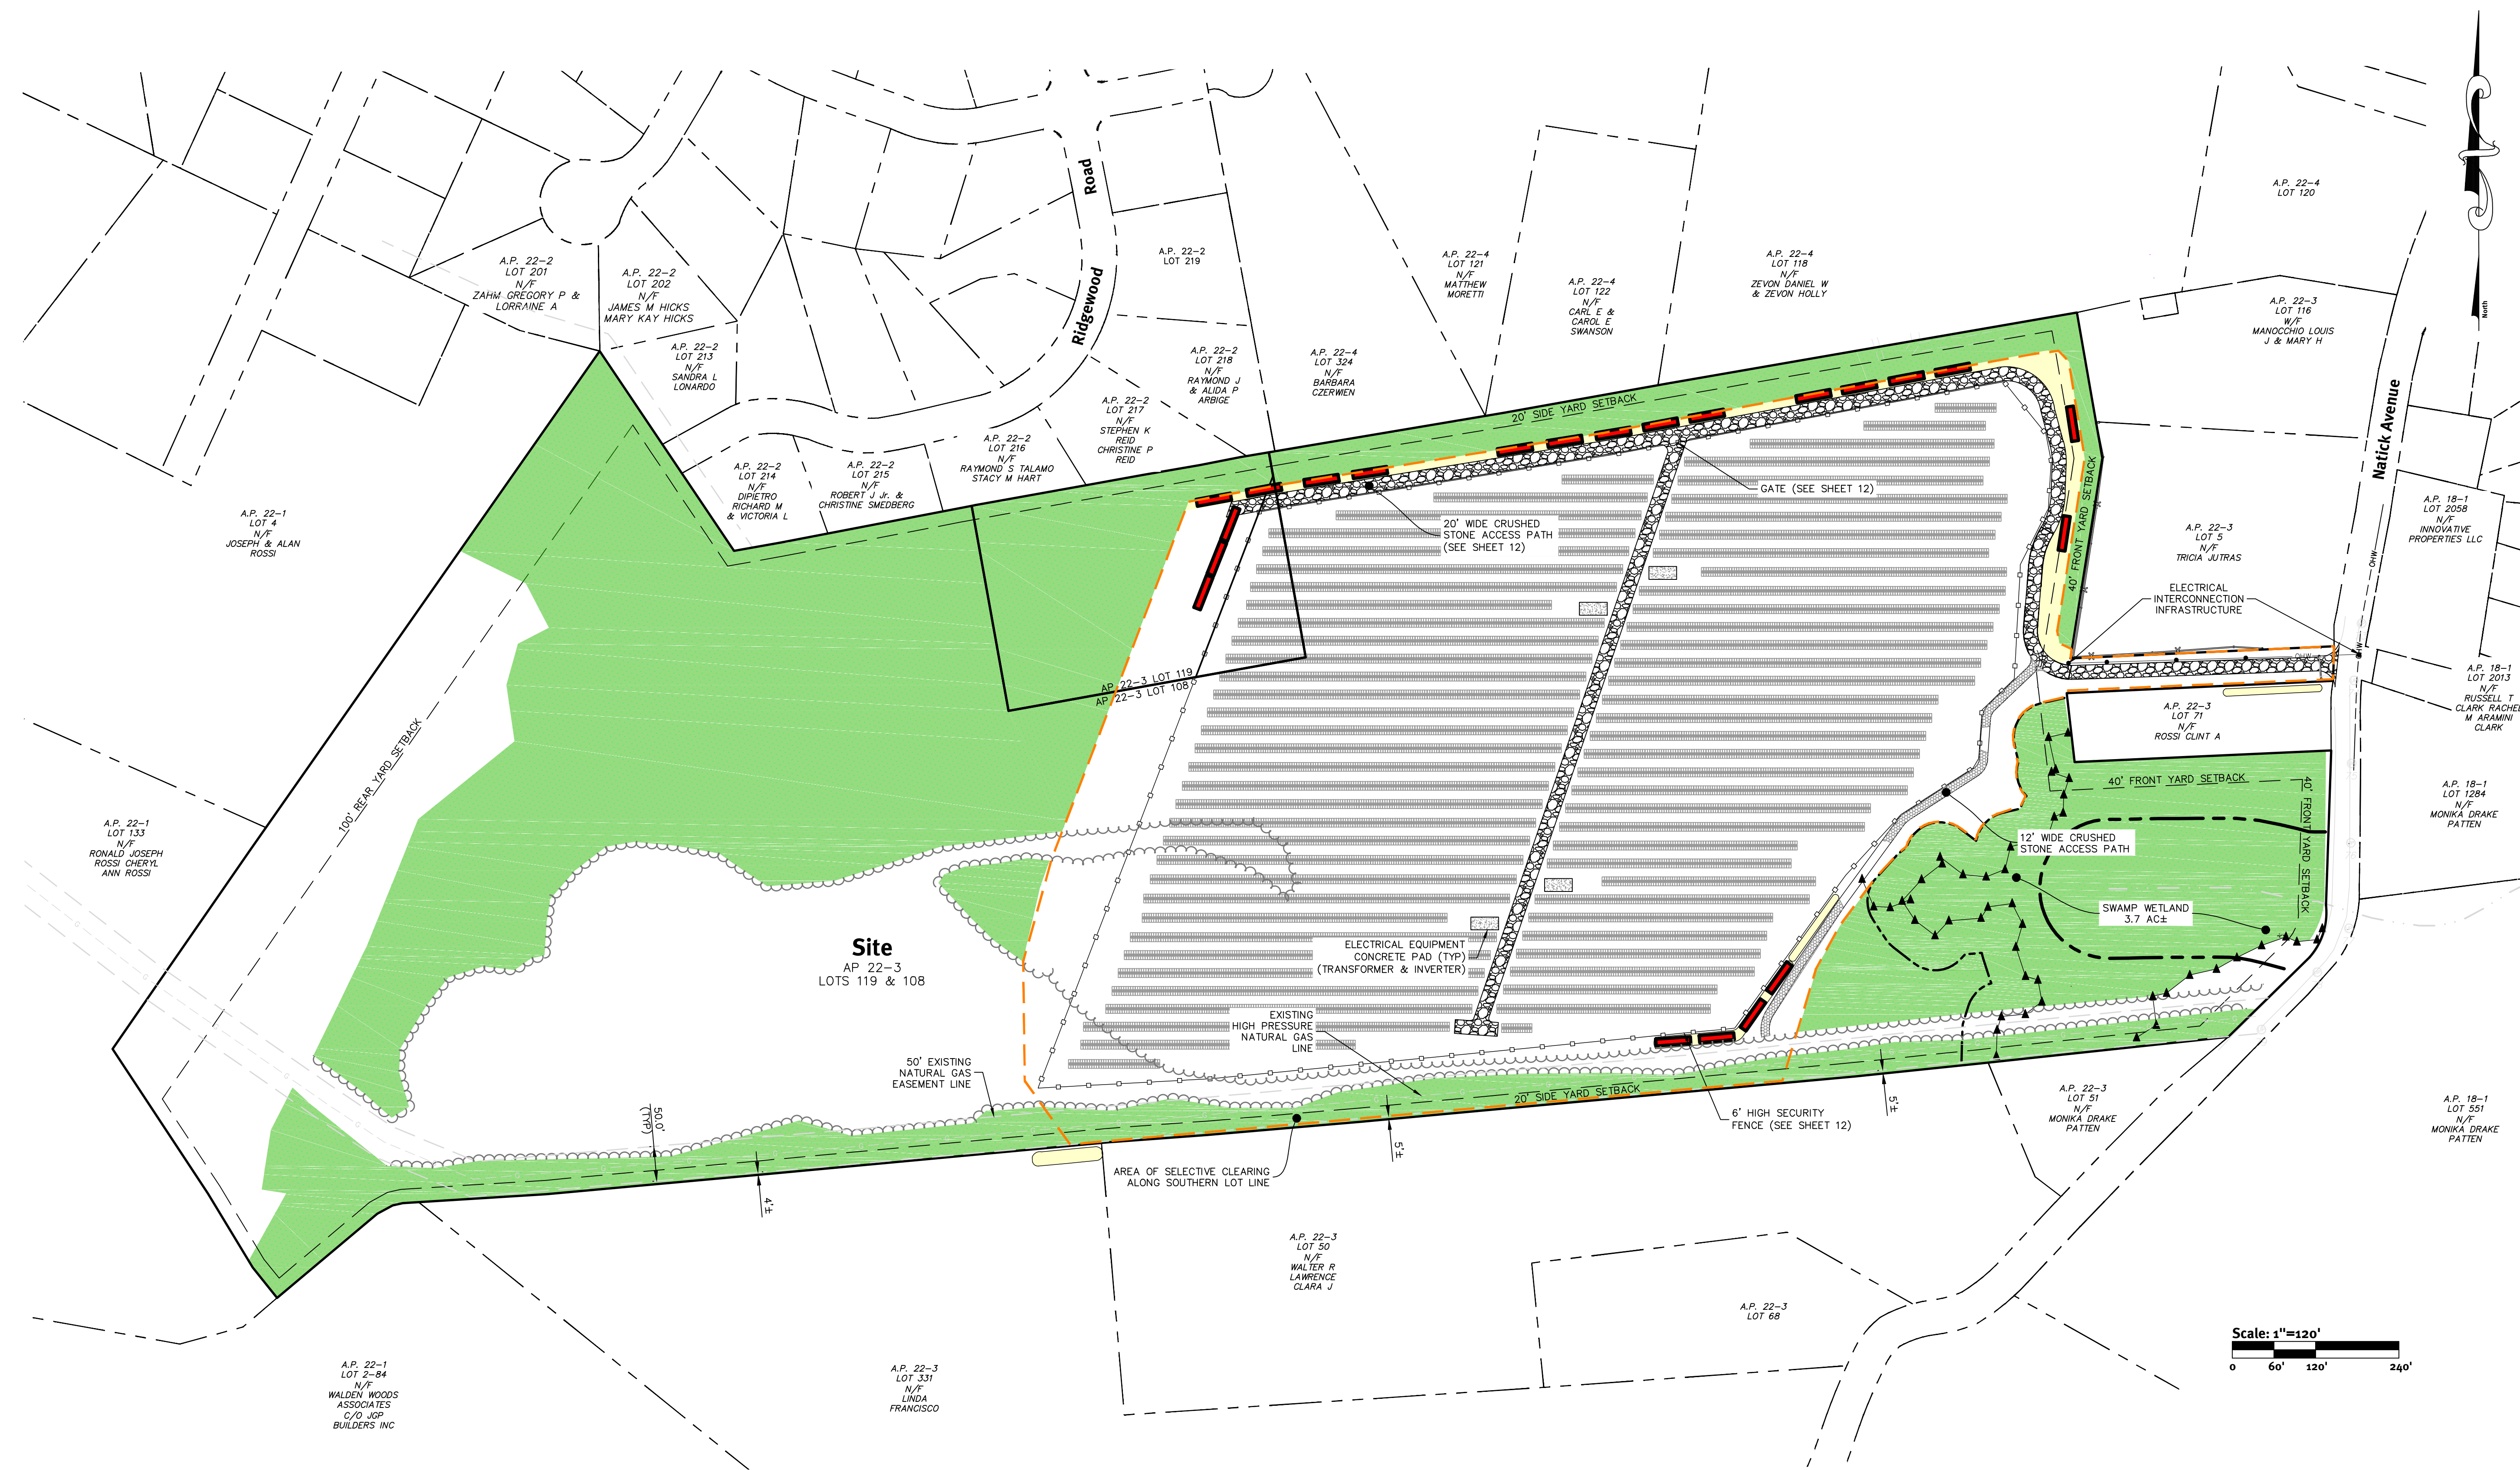 A.P. 22-4
LOT 120
North
Road
Ridgewood
Natick Avenue
A.P. 22-2
LOT 201
N/F
ZAHM GREGORY P &
LORRAINE A
A.P. 22-2
LOT 202
N/F
JAMES M HICKS
MARY KAY HICKS
A.P. 22-2
LOT 219
A.P. 22-4
LOT 121
N/F
MATTHEW
MORETTI
A.P. 22-4
LOT 122
N/F
CARL E &
CAROL E
SWANSON
A.P. 22-4
LOT 118
N/F
ZEVON DANIEL W
& ZEVON HOLLY
A.P. 22-3
LOT 116
W/F
MANOCCHIO LOUIS
J & MARY H
A.P. 22-2
LOT 213
N/F
SANDRA L
LONARDO
A.P. 22-2
LOT 218
N/F
RAYMOND J
& ALIDA P
ARBIGE
A.P. 22-4
LOT 324
N/F
BARBARA
CZERWIEN
A.P. 22-2
LOT 217
N/F
STEPHEN K
REID
CHRISTINE P
REID
A.P. 22-2
LOT 216
N/F
RAYMOND S TALAMO
STACY M HART
A.P. 22-2
LOT 214
N/F
DIPIETRO
RICHARD M
& VICTORIA L
A.P. 22-2
LOT 215
N/F
ROBERT J Jr. &
CHRISTINE SMEDBERG
20' SIDE YARD SETBACK
GATE (SEE SHEET 12)
20' WIDE CRUSHED
STONE ACCESS PATH
(SEE SHEET 12)
40' FRONT YARD SETBACK
A.P. 22-1
LOT 4
N/F
JOSEPH & ALAN
ROSSI
A.P. 22-3
LOT 5
N/F
TRICIA JUTRAS
A.P. 18-1
LOT 2058
N/F
INNOVATIVE
PROPERTIES LLC
OHW
ELECTRICAL
INTERCONNECTION
INFRASTRUCTURE
OHW
OHW
AP 22-3 LOT 119
AP 22-3 LOT 108
A.P. 18-1
LOT 2013
N/F
RUSSELL T
CLARK RACHEL
M ARAMINI
CLARK
A.P. 22-3
LOT 71
N/F
ROSSI CLINT A
100' REAR YARD SETBACK
40' FRONT YARD SETBACK
40' FRONT YARD SETBACK
A.P. 18-1
LOT 1284
N/F
MONIKA DRAKE
PATTEN
A.P. 22-1
LOT 133
N/F
RONALD JOSEPH
ROSSI CHERYL
ANN ROSSI
12' WIDE CRUSHED
STONE ACCESS PATH
SWAMP WETLAND
3.7 AC±
Site
AP 22-3
LOTS 119 & 108
ELECTRICAL EQUIPMENT
CONCRETE PAD (TYP)
(TRANSFORMER & INVERTER)
EXISTING
HIGH PRESSURE
NATURAL GAS
LINE
50' EXISTING
NATURAL GAS
EASEMENT LINE
20' SIDE YARD SETBACK
50.0'
(TYP)
4'±
5'±
5'±
6' HIGH SECURITY
FENCE (SEE SHEET 12)
AREA OF SELECTIVE CLEARING
ALONG SOUTHERN LOT LINE
A.P. 22-3
LOT 51
N/F
MONIKA DRAKE
PATTEN
A.P. 18-1
LOT 551
N/F
MONIKA DRAKE
PATTEN
A.P. 22-3
LOT 50
N/F
WALTER R
LAWRENCE
CLARA J
A.P. 22-3
LOT 68
A.P. 22-1
LOT 2-84
N/F
WALDEN WOODS
ASSOCIATES
C/O JGP
BUILDERS INC
A.P. 22-3
LOT 331
N/F
LINDA
FRANCISCO
Scale: 1"=120'
0 60' 120' 240'